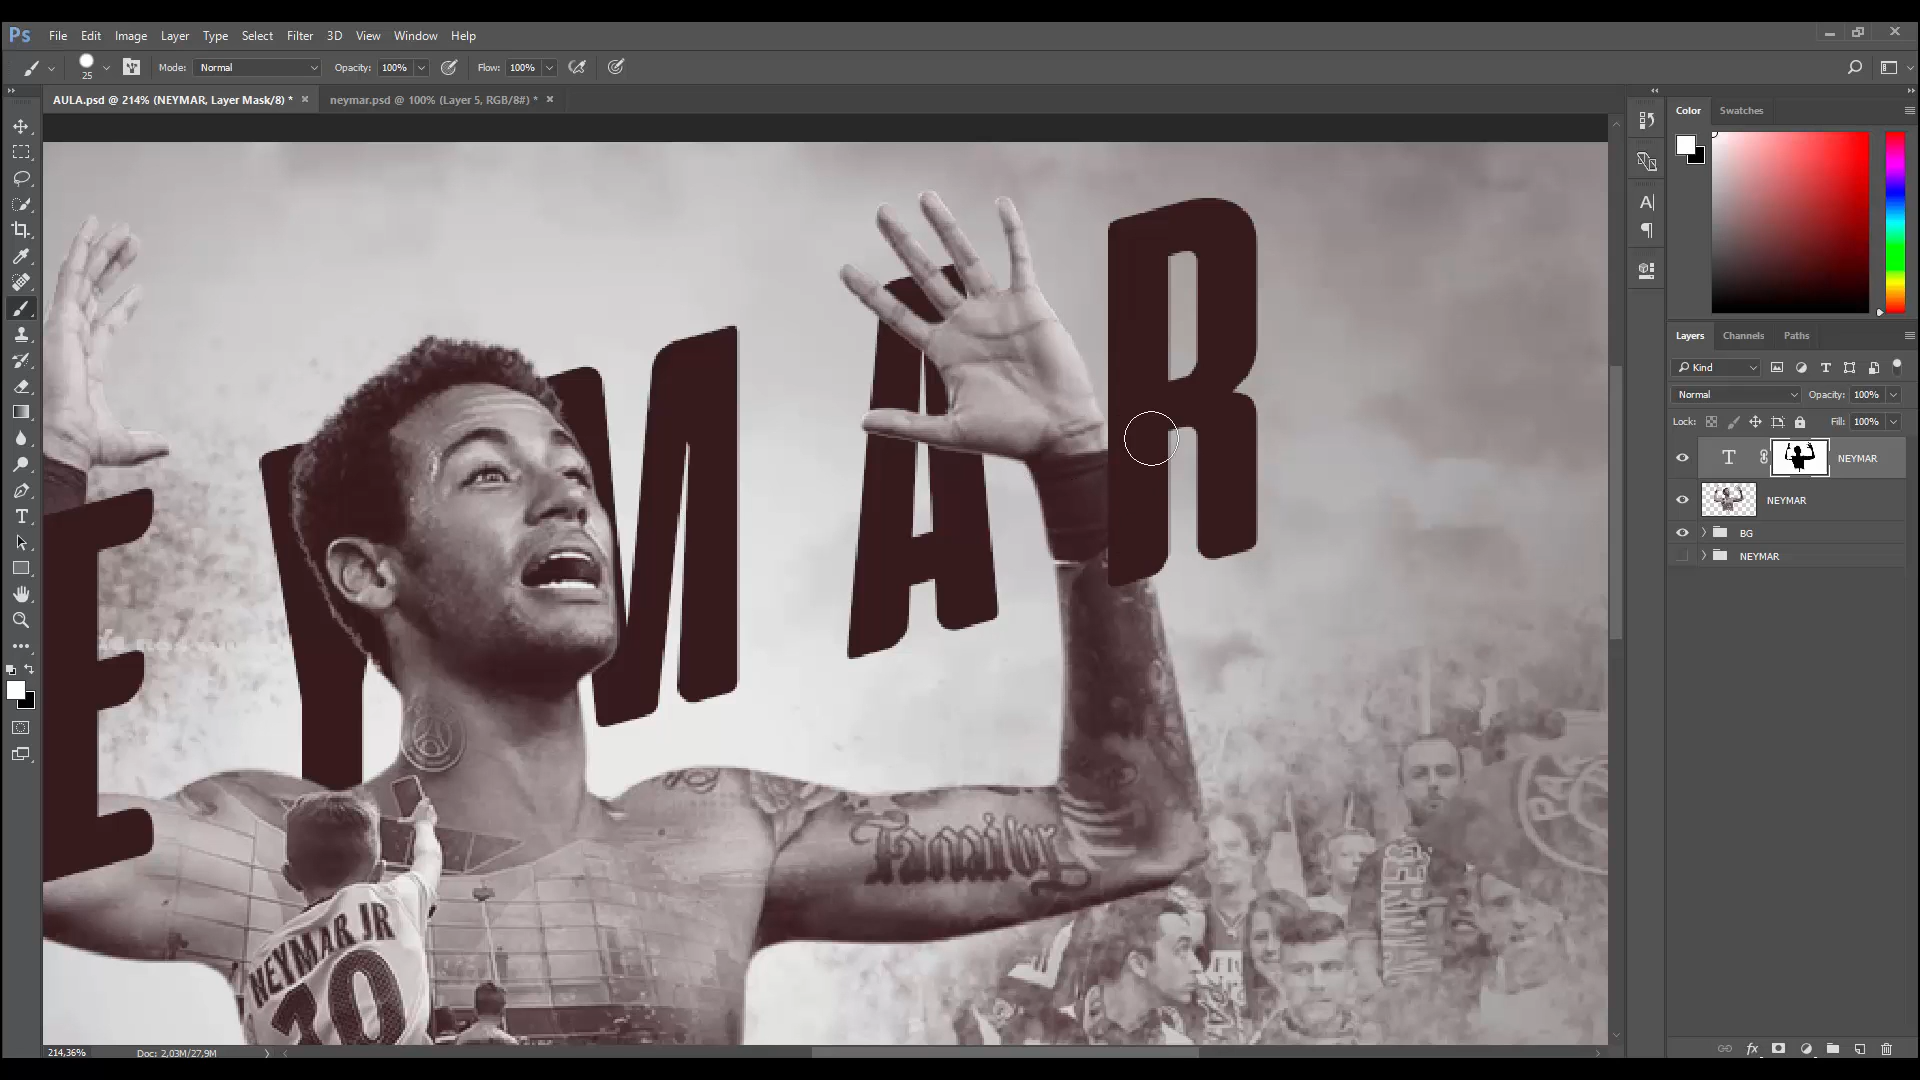 Ps File Edit Image Layer Type Select Filter 3D View Window Help
25 Mode: Normal Opacity: 100% Flow: 100%
AULA.psd @ 214% (NEYMAR, Layer Mask/8) * × neymar.psd @ 100% (Layer 5, RGB/8#) * ×
Color Swatches
Layers Channels Paths
Kind
Normal Opacity: 100%
Lock: Fill: 100%
NEYMAR
NEYMAR
BG
NEYMAR
E Y M A R
Family
NEYMAR JR
10
214,36% Doc: 2,03M/27,9M